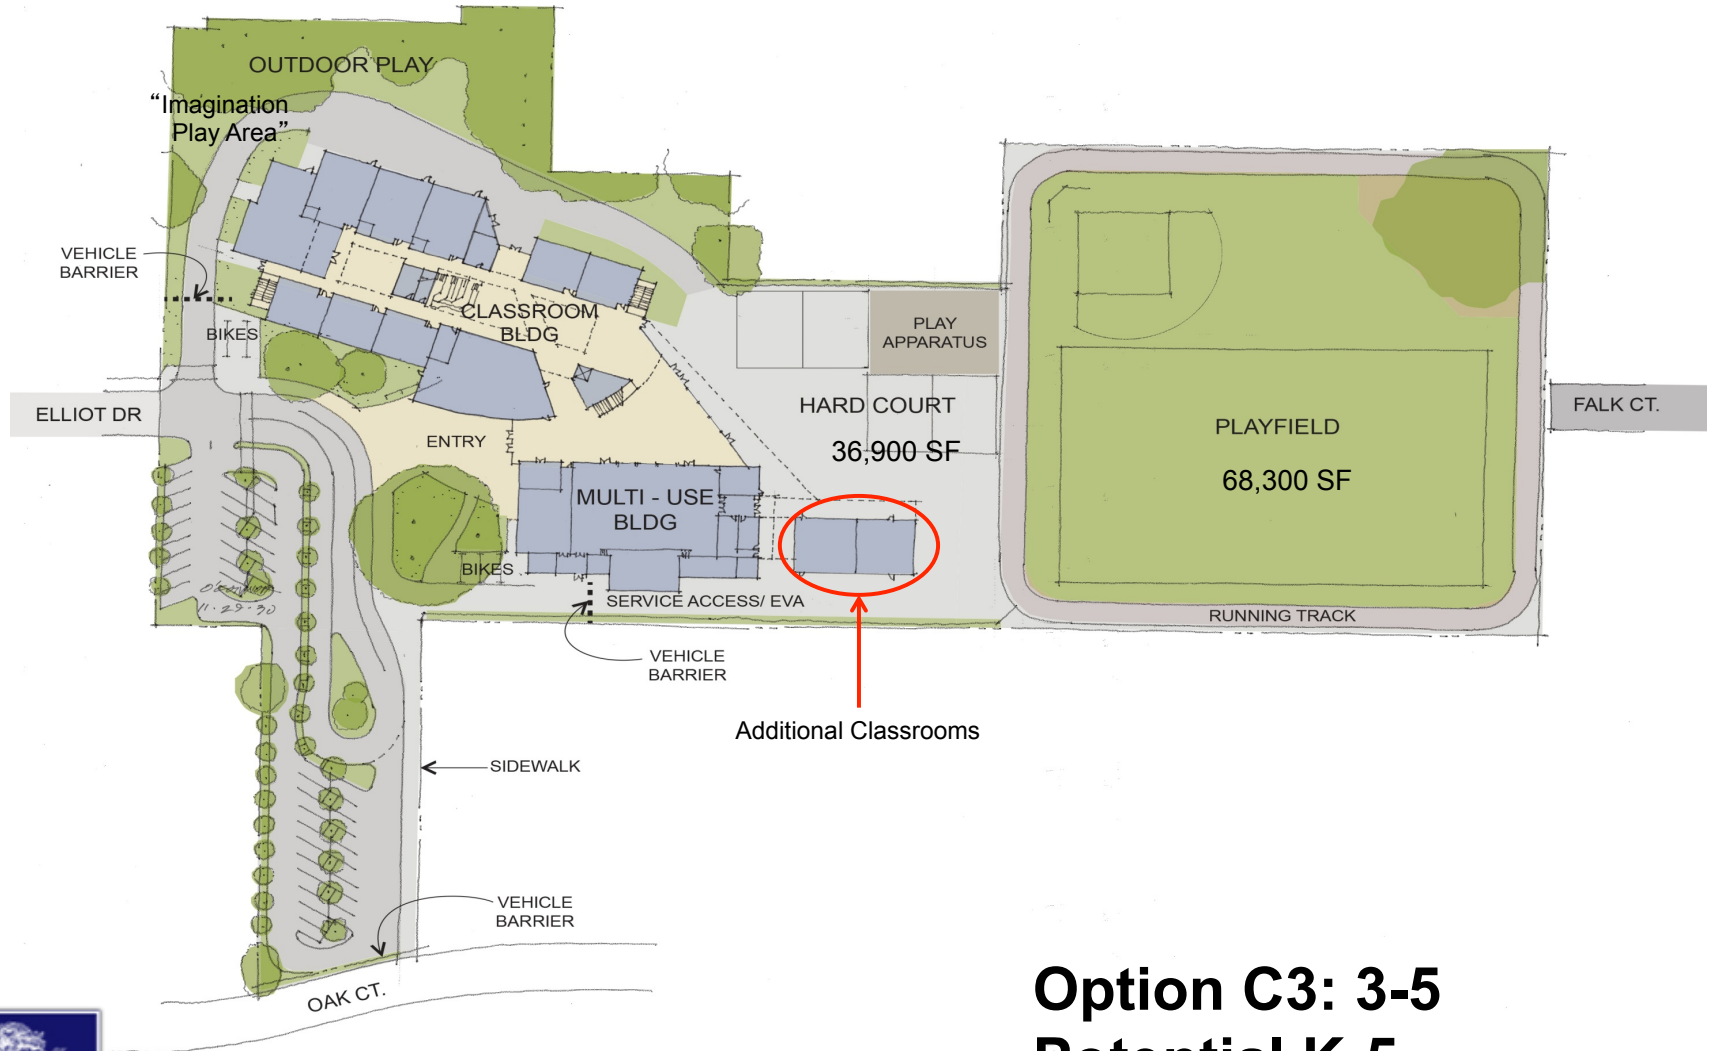 OUTDOOR PLAY
“Imagination
Play Area”
VEHICLE
BARRIER
BIKES
CLASSROOM
BLDG
PLAY
APPARATUS
ELLIOT DR
ENTRY
HARD COURT
36,900 SF
PLAYFIELD
68,300 SF
FALK CT.
MULTI - USE
BLDG
BIKES
SERVICE ACCESS/ EVA
RUNNING TRACK
VEHICLE
BARRIER
Additional Classrooms
SIDEWALK
VEHICLE
BARRIER
OAK CT.
Option C3: 3-5
Potential K-5